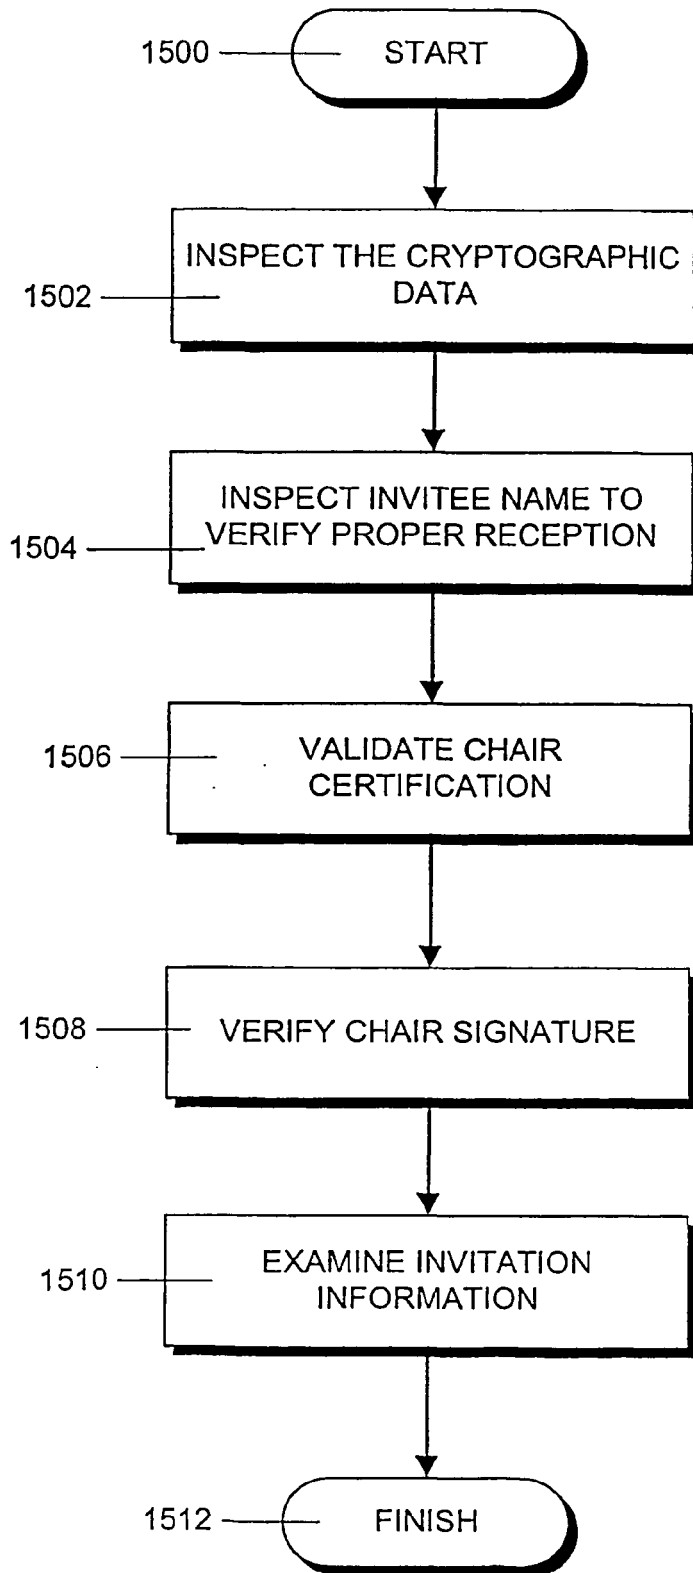 1500
START
INSPECT THE CRYPTOGRAPHIC
DATA
1502
INSPECT INVITEE NAME TO
VERIFY PROPER RECEPTION
1504
VALIDATE CHAIR
CERTIFICATION
1506
VERIFY CHAIR SIGNATURE
1508
EXAMINE INVITATION
INFORMATION
1510
FINISH
1512